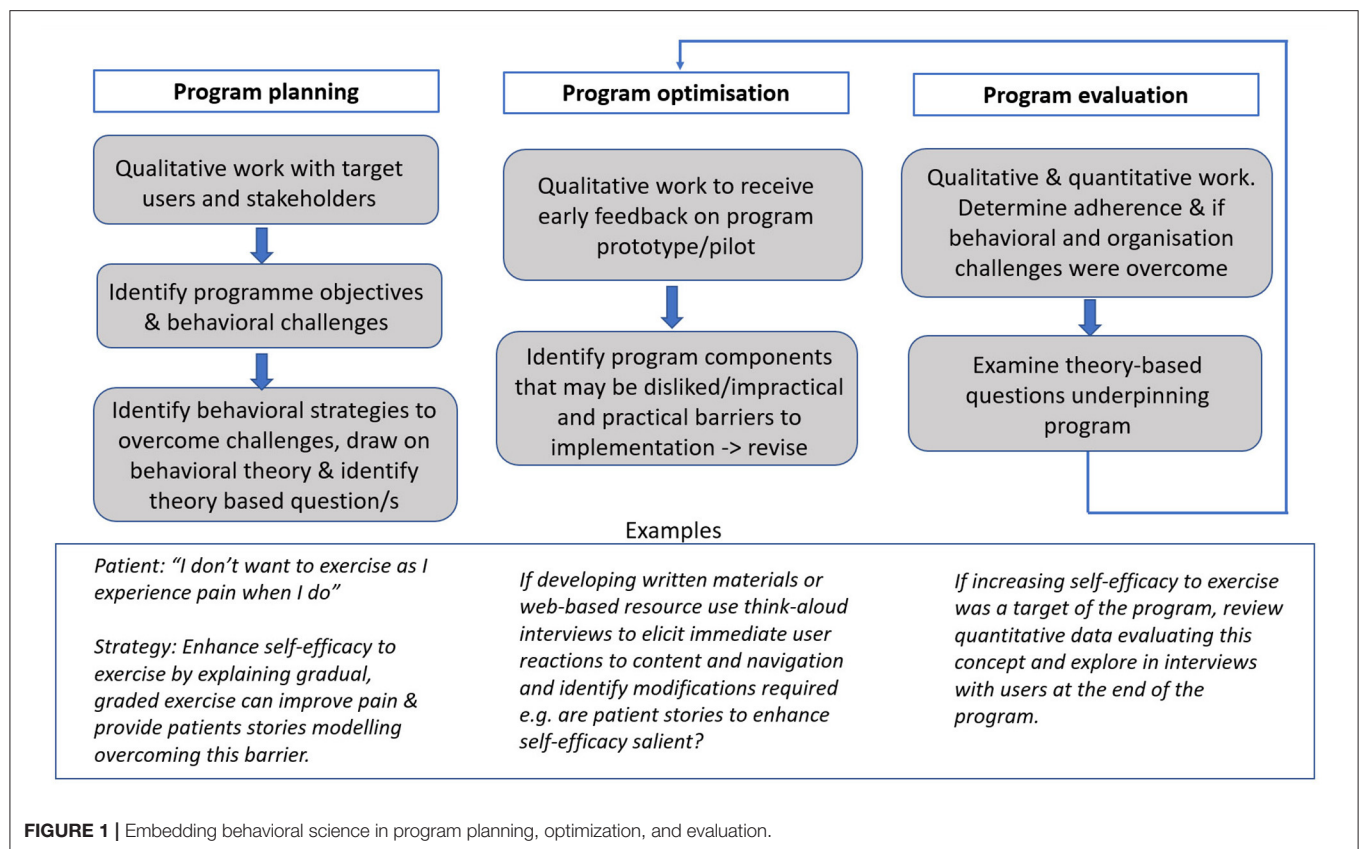 Program planning
Qualitative work with target
users and stakeholders
Identify programme objectives
& behavioral challenges
Identify behavioral strategies to
overcome challenges, draw on
behavioral theory & identify
theory based question/s
Program optimisation
Qualitative work to receive
early feedback on program
prototype/pilot
Identify program components
that may be disliked/impractical
and practical barriers to
implementation -> revise
Program evaluation
Qualitative & quantitative work.
Determine adherence & if
behavioral and organisation
challenges were overcome
Examine theory-based
questions underpinning
program
Examples
Patient: “I don’t want to exercise as I
experience pain when I do”
Strategy: Enhance self-efficacy to
exercise by explaining gradual,
graded exercise can improve pain &
provide patients stories modelling
overcoming this barrier.
If developing written materials or
web-based resource use think-aloud
interviews to elicit immediate user
reactions to content and navigation
and identify modifications required
e.g. are patient stories to enhance
self-efficacy salient?
If increasing self-efficacy to exercise
was a target of the program, review
quantitative data evaluating this
concept and explore in interviews
with users at the end of the
program.
FIGURE 1 | Embedding behavioral science in program planning, optimization, and evaluation.